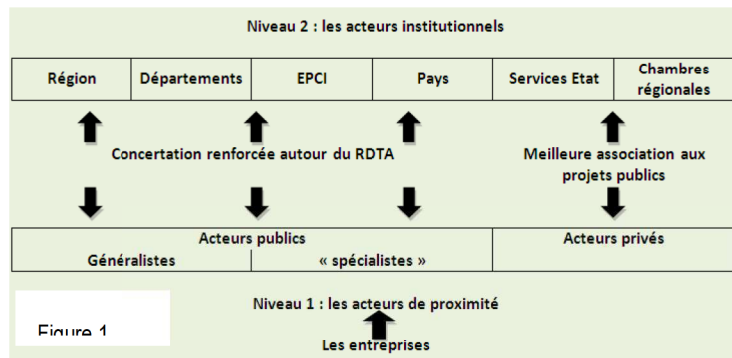 Niveau 2 : les acteurs institutionnels
Région Départements EPCI Pays Services Etat Chambres régionales
Concertation renforcée autour du RDTA
Meilleure association aux
projets publics
Acteurs publics Acteurs privés
Généralistes « spécialistes »
Niveau 1 : les acteurs de proximité
Figure 1
Les entreprises